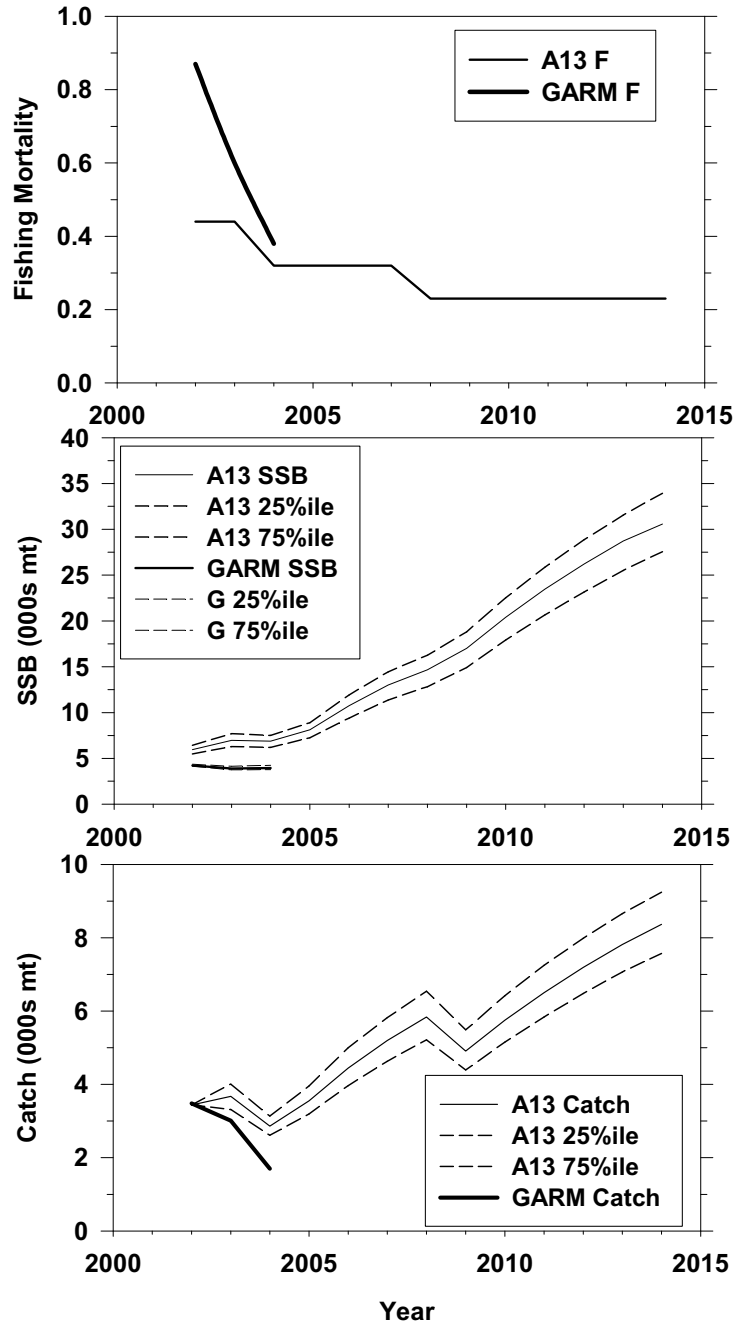 1.0
0.8
0.6
0.4
0.2
0.0
Fishing Mortality
A13 F
GARM F
2000 2005 2010 2015
40
35
30
25
20
15
10
5
0
SSB (000s mt)
A13 SSB
A13 25%ile
A13 75%ile
GARM SSB
G 25%ile
G 75%ile
2000 2005 2010 2015
10
8
6
4
2
0
Catch (000s mt)
A13 Catch
A13 25%ile
A13 75%ile
GARM Catch
2000 2005 2010 2015
Year